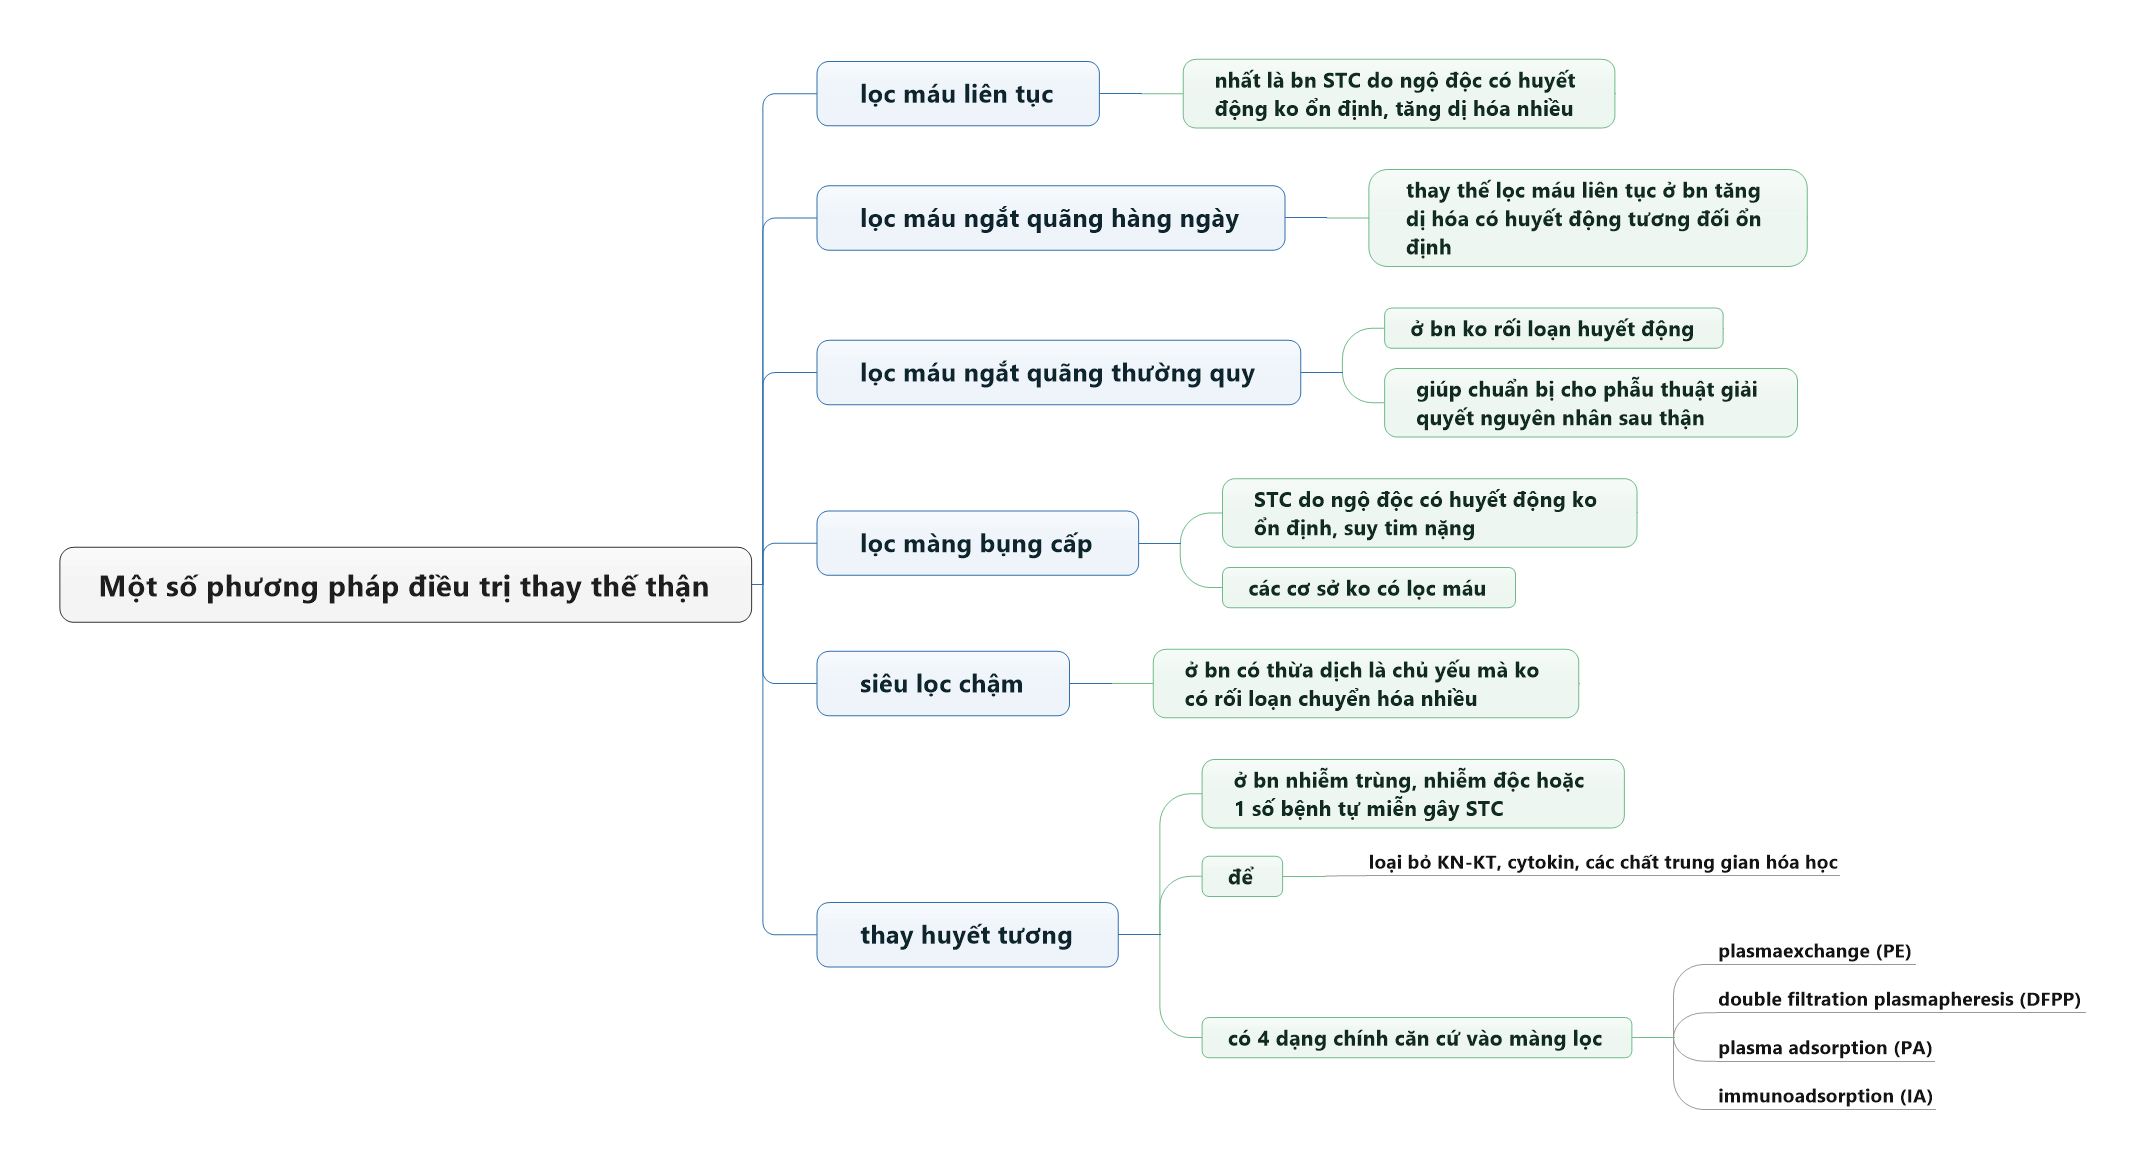 Một số phương pháp điều trị thay thế thận
lọc máu liên tục
nhất là bn STC do ngộ độc có huyết
động ko ổn định, tăng dị hóa nhiều
lọc máu ngắt quãng hàng ngày
thay thế lọc máu liên tục ở bn tăng
dị hóa có huyết động tương đối ổn
định
lọc máu ngắt quãng thường quy
ở bn ko rối loạn huyết động
giúp chuẩn bị cho phẫu thuật giải
quyết nguyên nhân sau thận
lọc màng bụng cấp
STC do ngộ độc có huyết động ko
ổn định, suy tim nặng
các cơ sở ko có lọc máu
siêu lọc chậm
ở bn có thừa dịch là chủ yếu mà ko
có rối loạn chuyển hóa nhiều
thay huyết tương
ở bn nhiễm trùng, nhiễm độc hoặc
1 số bệnh tự miễn gây STC
để
loại bỏ KN-KT, cytokin, các chất trung gian hóa học
có 4 dạng chính căn cứ vào màng lọc
plasmaexchange (PE)
double filtration plasmapheresis (DFPP)
plasma adsorption (PA)
immunoadsorption (IA)